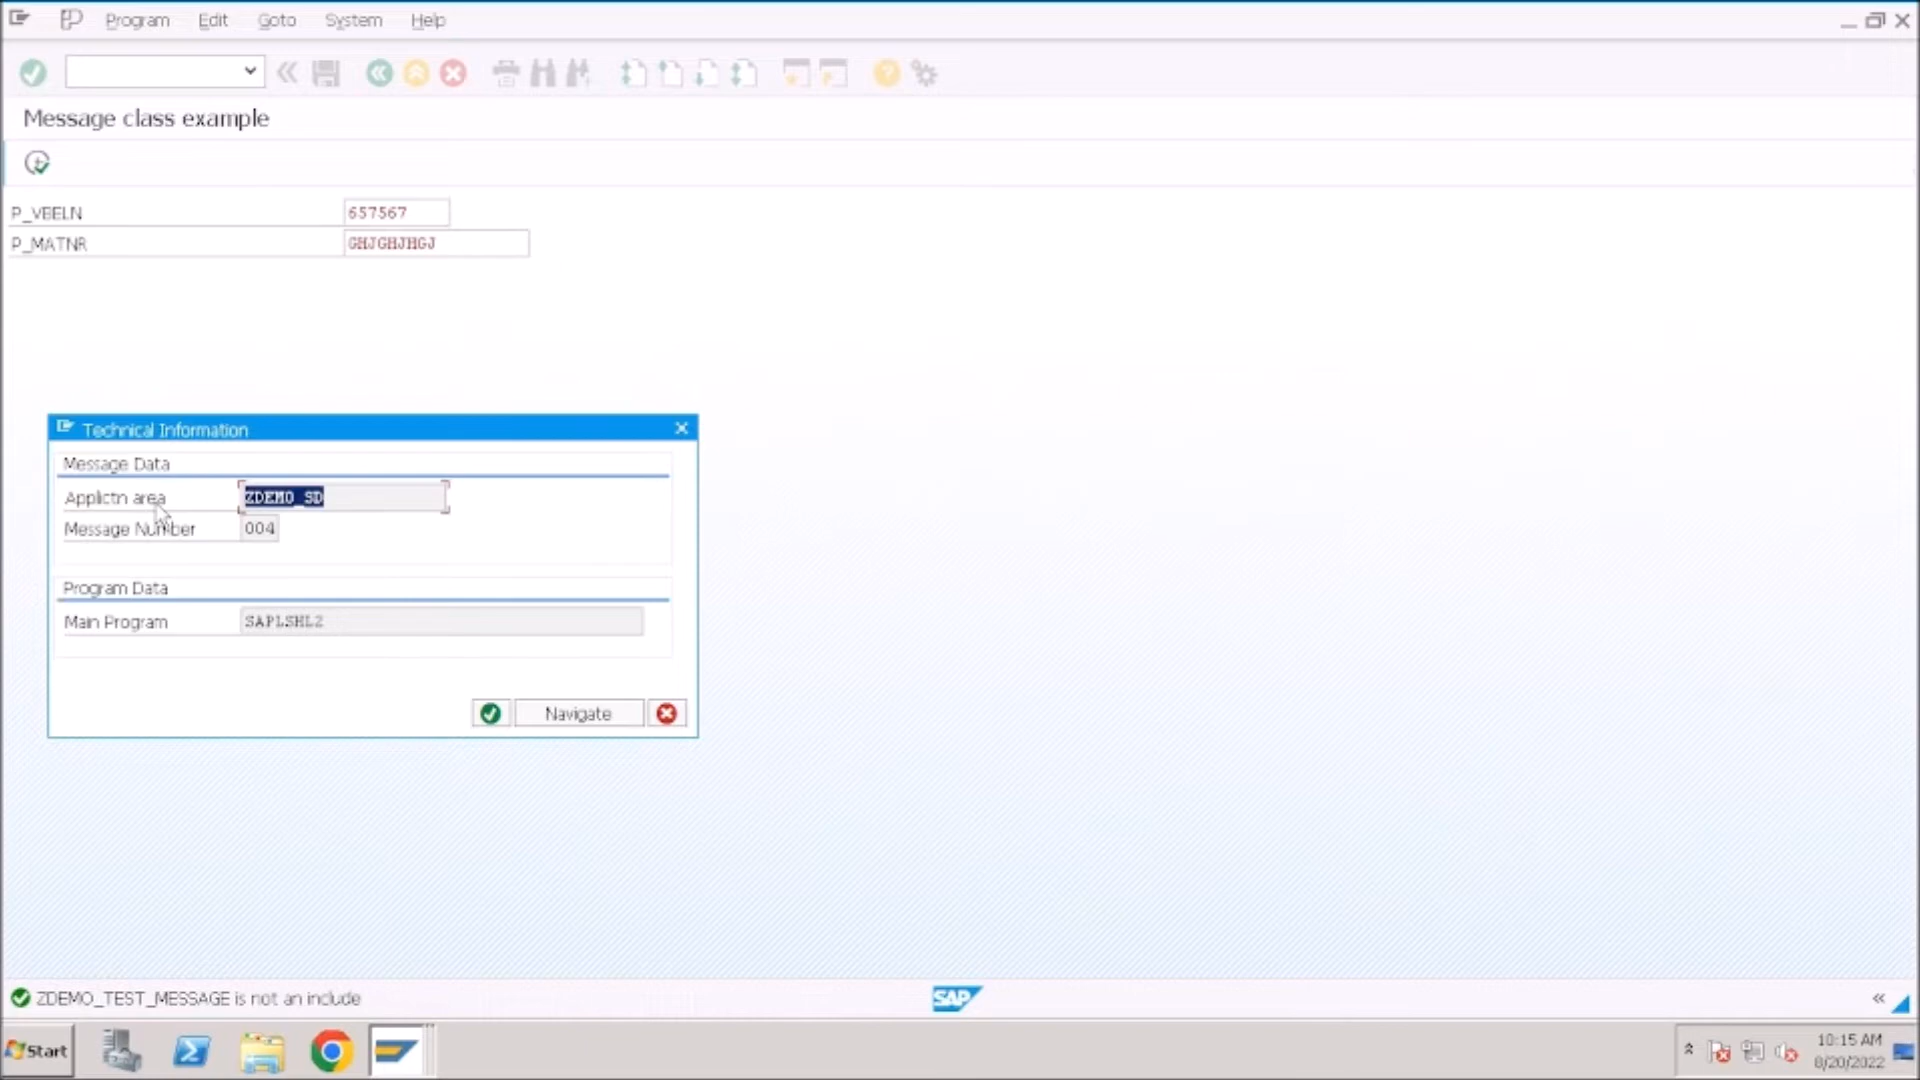 Program Edit Goto System Help
Message class example
P_VBELN 657567
P_MATNR GHJGHJHGJ
Technical Information
Message Data
Applictn area ZDEMO_SD
Message Number 004
Program Data
Main Program SAPLSHL2
Navigate
ZDEMO_TEST_MESSAGE is not an include
SAP
Start
10:15 AM
8/20/2022